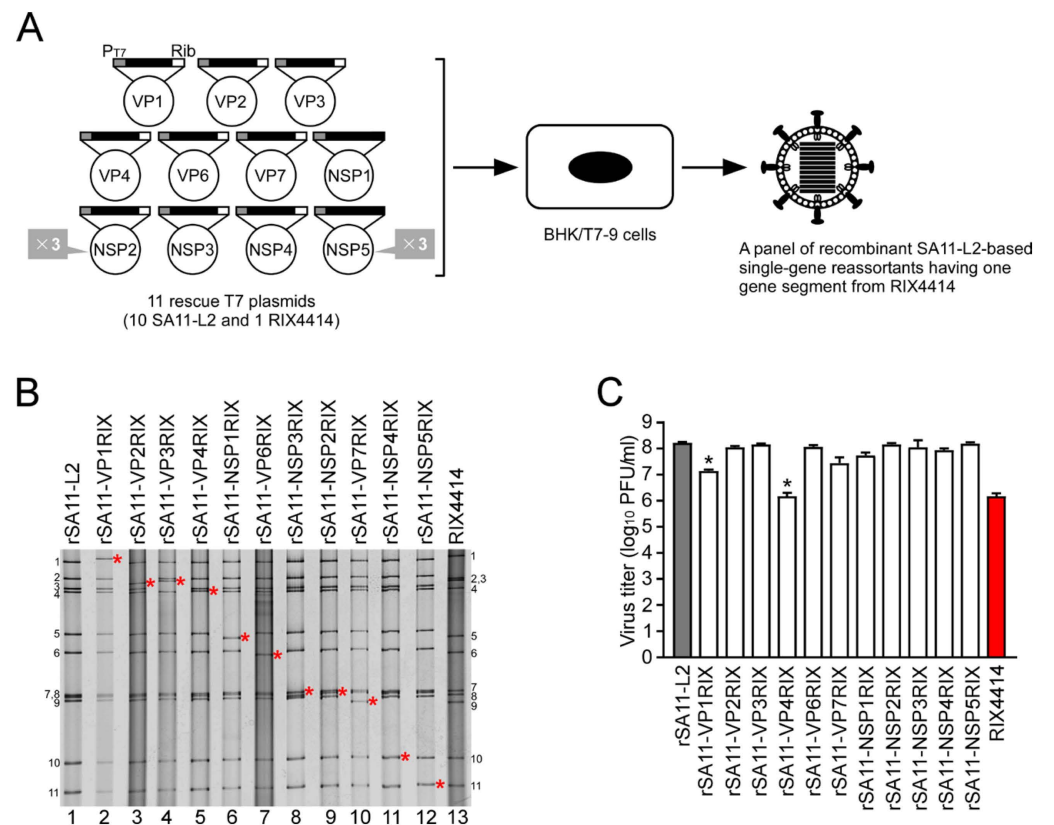 A
PT7 Rib
VP1 VP2 VP3
VP4 VP6 VP7 NSP1
×3 NSP2 NSP3 NSP4 NSP5 ×3
11 rescue T7 plasmids
(10 SA11-L2 and 1 RIX4414)
BHK/T7-9 cells
A panel of recombinant SA11-L2-based
single-gene reassortants having one
gene segment from RIX4414
B
rSA11-L2
rSA11-VP1RIX
rSA11-VP2RIX
rSA11-VP3RIX
rSA11-VP4RIX
rSA11-NSP1RIX
rSA11-VP6RIX
rSA11-NSP3RIX
rSA11-NSP2RIX
rSA11-VP7RIX
rSA11-NSP4RIX
rSA11-NSP5RIX
RIX4414
1
2
3
4
5
6
7,8
9
10
11
*
*
*
*
*
*
*
*
*
*
*
1
2,3
4
5
6
7
8
9
10
11
1 2 3 4 5 6 7 8 9 10 11 12 13
C
Virus titer (log10 PFU/ml)
9
8
7
6
5
4
3
2
1
0
*
*
rSA11-L2
rSA11-VP1RIX
rSA11-VP2RIX
rSA11-VP3RIX
rSA11-VP4RIX
rSA11-VP6RIX
rSA11-VP7RIX
rSA11-NSP1RIX
rSA11-NSP2RIX
rSA11-NSP3RIX
rSA11-NSP4RIX
rSA11-NSP5RIX
RIX4414